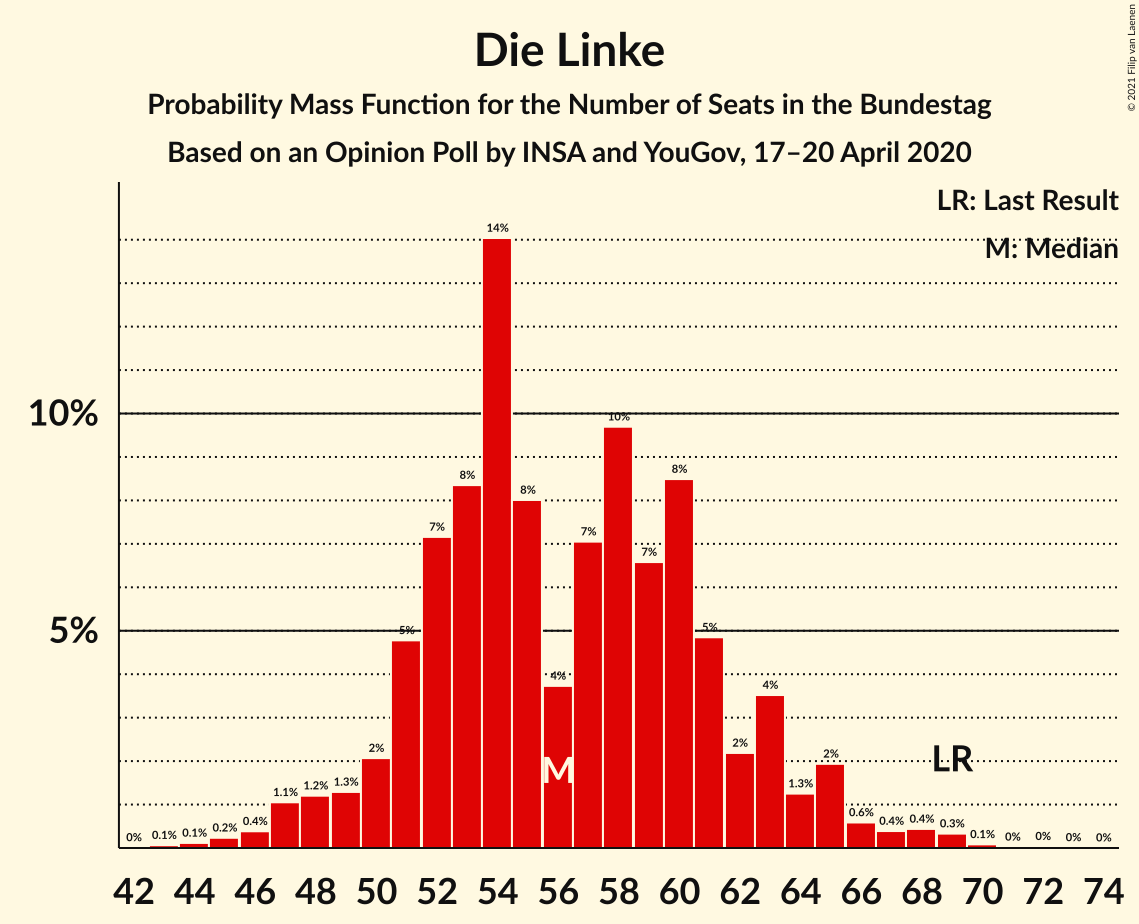 Die Linke
Probability Mass Function for the Number of Seats in the Bundestag
Based on an Opinion Poll by INSA and YouGov, 17–20 April 2020
© 2021 Filip van Laenen
LR: Last Result
M: Median
10%
5%
0% 0.1% 0.1% 0.2% 0.4% 1.1% 1.2% 1.3% 2% 5% 7% 8% 14% 8% 4% 7% 10% 7% 8% 5% 2% 4% 1.3% 2% 0.6% 0.4% 0.4% 0.3% 0.1% 0% 0% 0% 0%
M
LR
42 44 46 48 50 52 54 56 58 60 62 64 66 68 70 72 74